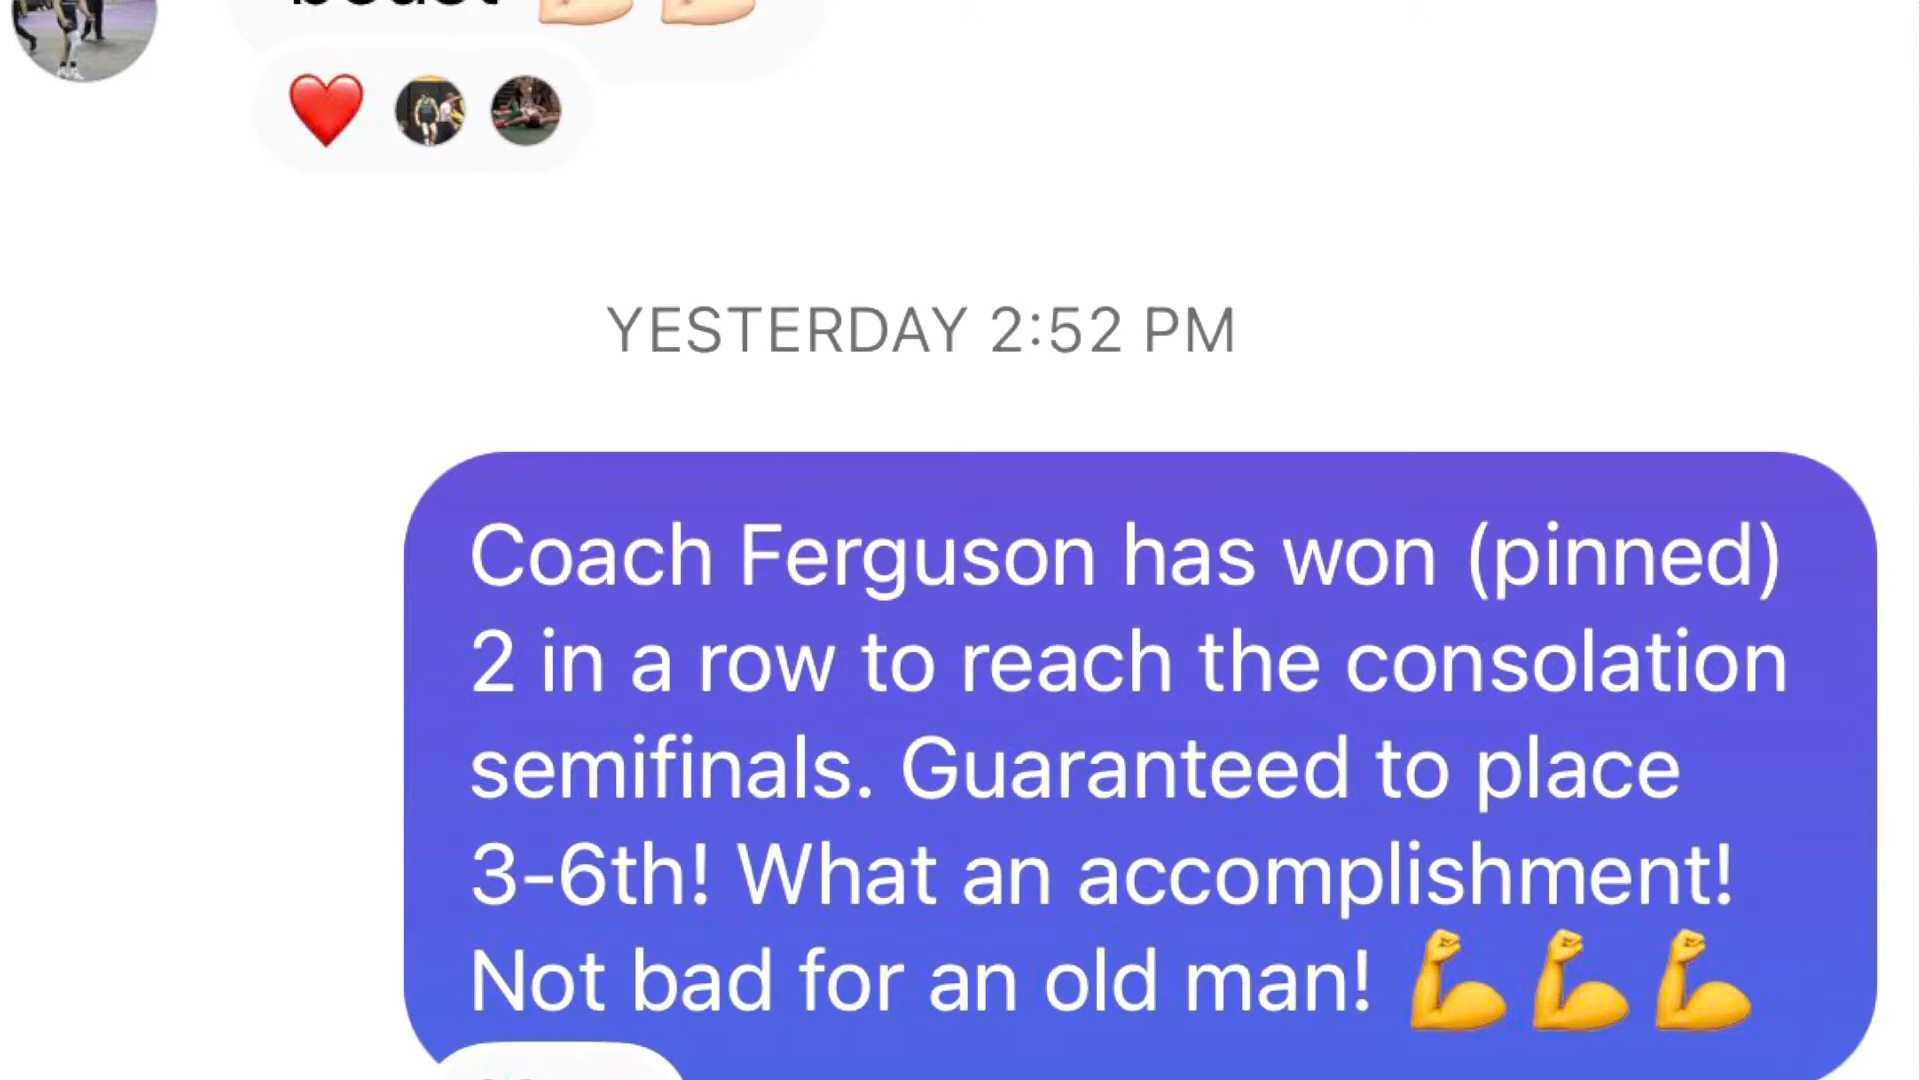 YESTERDAY 2:52 PM
Coach Ferguson has won (pinned)
2 in a row to reach the consolation
semifinals. Guaranteed to place
3-6th! What an accomplishment!
Not bad for an old man! 💪💪💪